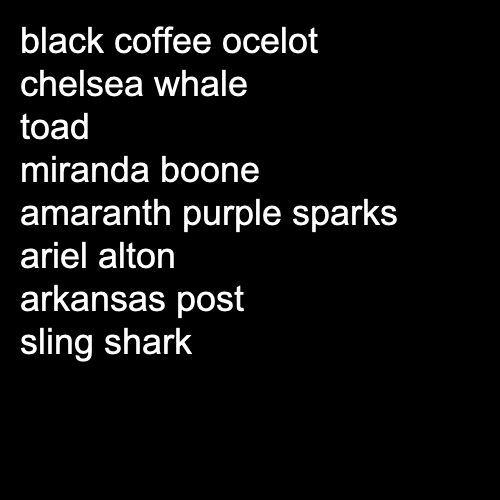 black coffee ocelot
chelsea whale
toad
miranda boone
amaranth purple sparks
ariel alton
arkansas post
sling shark